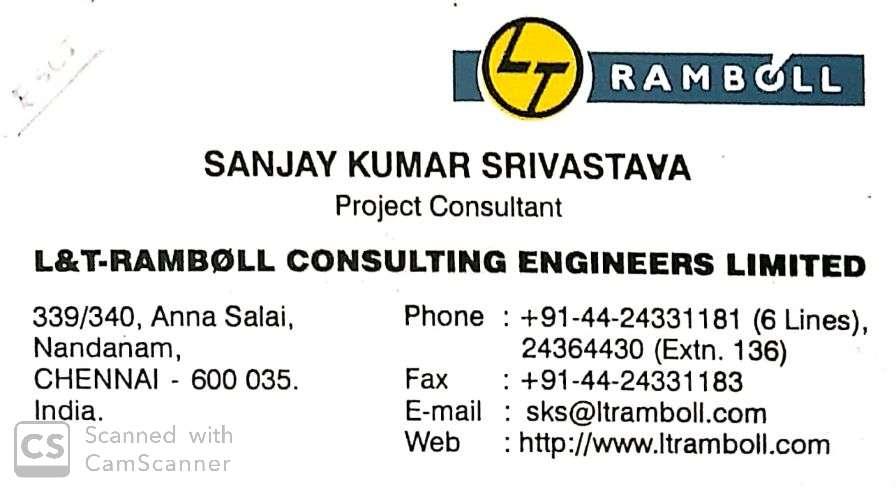 LT RAMBØLL
SANJAY KUMAR SRIVASTAVA
Project Consultant
L&T-RAMBØLL CONSULTING ENGINEERS LIMITED
339/340, Anna Salai,
Nandanam,
CHENNAI - 600 035.
India.
Phone : +91-44-24331181 (6 Lines),
24364430 (Extn. 136)
Fax : +91-44-24331183
E-mail : sks@ltramboll.com
Web : http://www.ltramboll.com
CS Scanned with
CamScanner